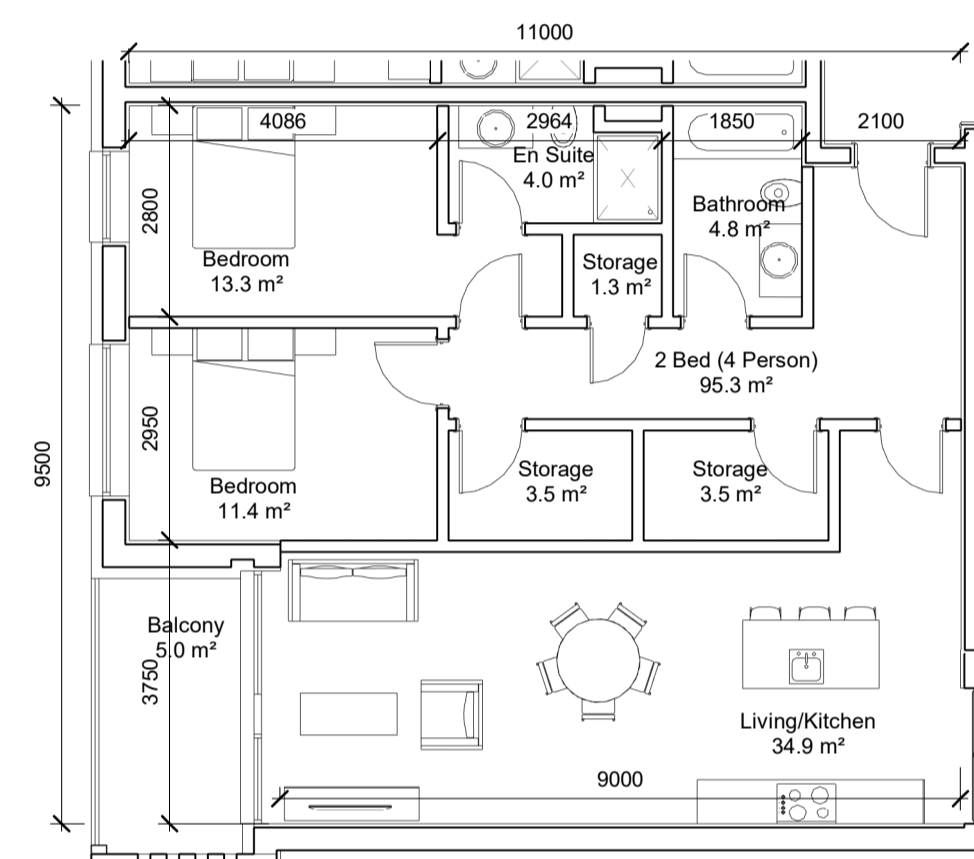 11000
4086
2964
1850
2100
En Suite
4.0 m²
Bathroom
4.8 m²
2800
Bedroom
13.3 m²
Storage
1.3 m²
2 Bed (4 Person)
95.3 m²
9500
2950
Bedroom
11.4 m²
Storage
3.5 m²
Storage
3.5 m²
Balcony
5.0 m²
3750
Living/Kitchen
34.9 m²
9000